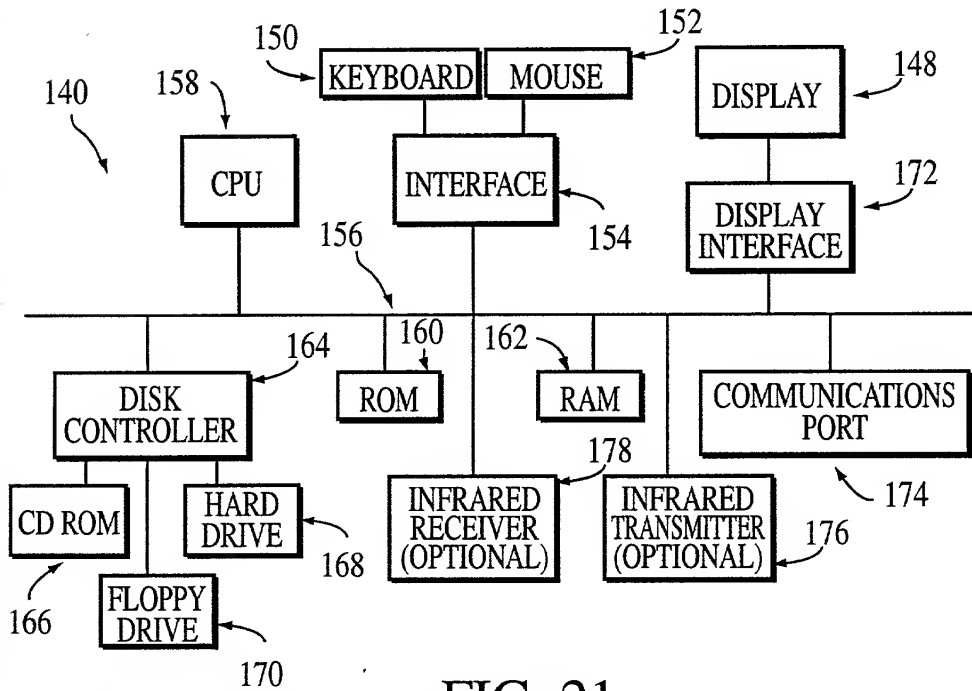 150
KEYBOARD
MOUSE
152
140
158
DISPLAY
148
CPU
INTERFACE
154
DISPLAY
INTERFACE
172
156
164
160
162
DISK
CONTROLLER
ROM
RAM
COMMUNICATIONS
PORT
174
CD ROM
166
HARD
DRIVE
168
INFRARED
RECEIVER
(OPTIONAL)
178
INFRARED
TRANSMITTER
(OPTIONAL)
176
FLOPPY
DRIVE
170
FIG. 21